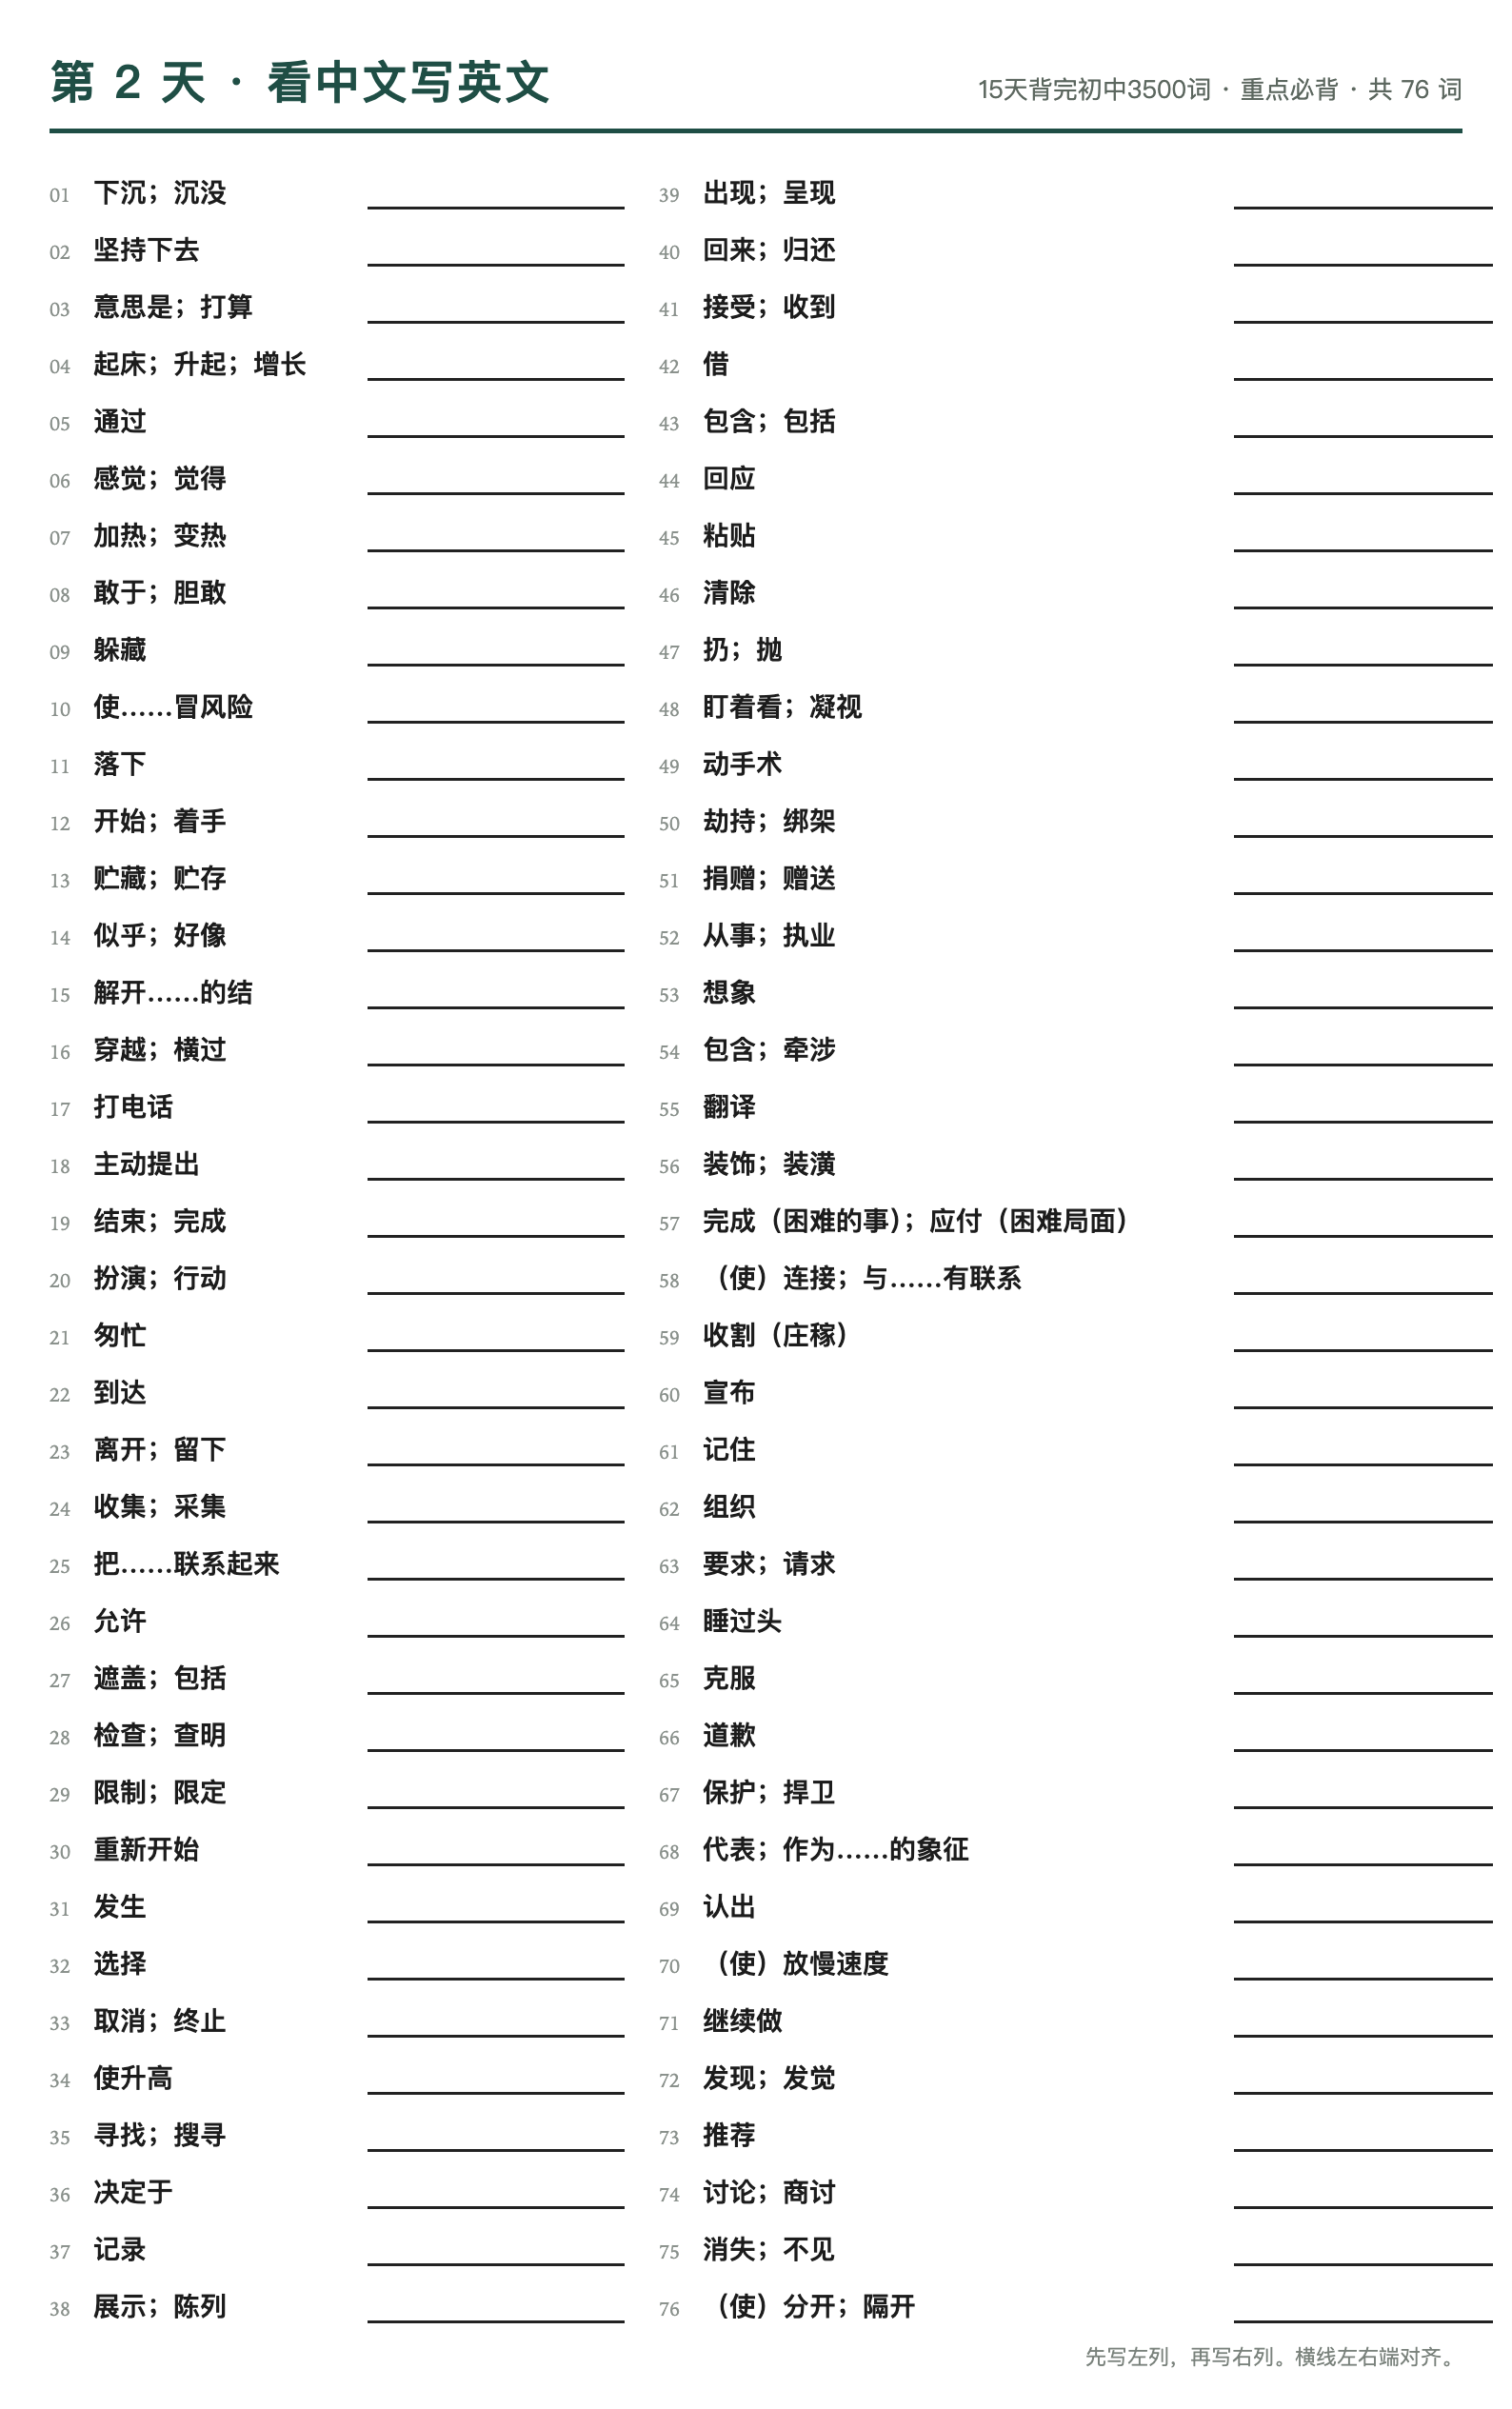 第 2 天 · 看中文写英文
15天背完初中3500词 · 重点必背 · 共 76 词
01 下沉；沉没
02 坚持下去
03 意思是；打算
04 起床；升起；增长
05 通过
06 感觉；觉得
07 加热；变热
08 敢于；胆敢
09 躲藏
10 使……冒风险
11 落下
12 开始；着手
13 贮藏；贮存
14 似乎；好像
15 解开……的结
16 穿越；横过
17 打电话
18 主动提出
19 结束；完成
20 扮演；行动
21 匆忙
22 到达
23 离开；留下
24 收集；采集
25 把……联系起来
26 允许
27 遮盖；包括
28 检查；查明
29 限制；限定
30 重新开始
31 发生
32 选择
33 取消；终止
34 使升高
35 寻找；搜寻
36 决定于
37 记录
38 展示；陈列
39 出现；呈现
40 回来；归还
41 接受；收到
42 借
43 包含；包括
44 回应
45 粘贴
46 清除
47 扔；抛
48 盯着看；凝视
49 动手术
50 劫持；绑架
51 捐赠；赠送
52 从事；执业
53 想象
54 包含；牵涉
55 翻译
56 装饰；装潢
57 完成（困难的事）；应付（困难局面）
58 （使）连接；与……有联系
59 收割（庄稼）
60 宣布
61 记住
62 组织
63 要求；请求
64 睡过头
65 克服
66 道歉
67 保护；捍卫
68 代表；作为……的象征
69 认出
70 （使）放慢速度
71 继续做
72 发现；发觉
73 推荐
74 讨论；商讨
75 消失；不见
76 （使）分开；隔开
先写左列，再写右列。横线左右端对齐。